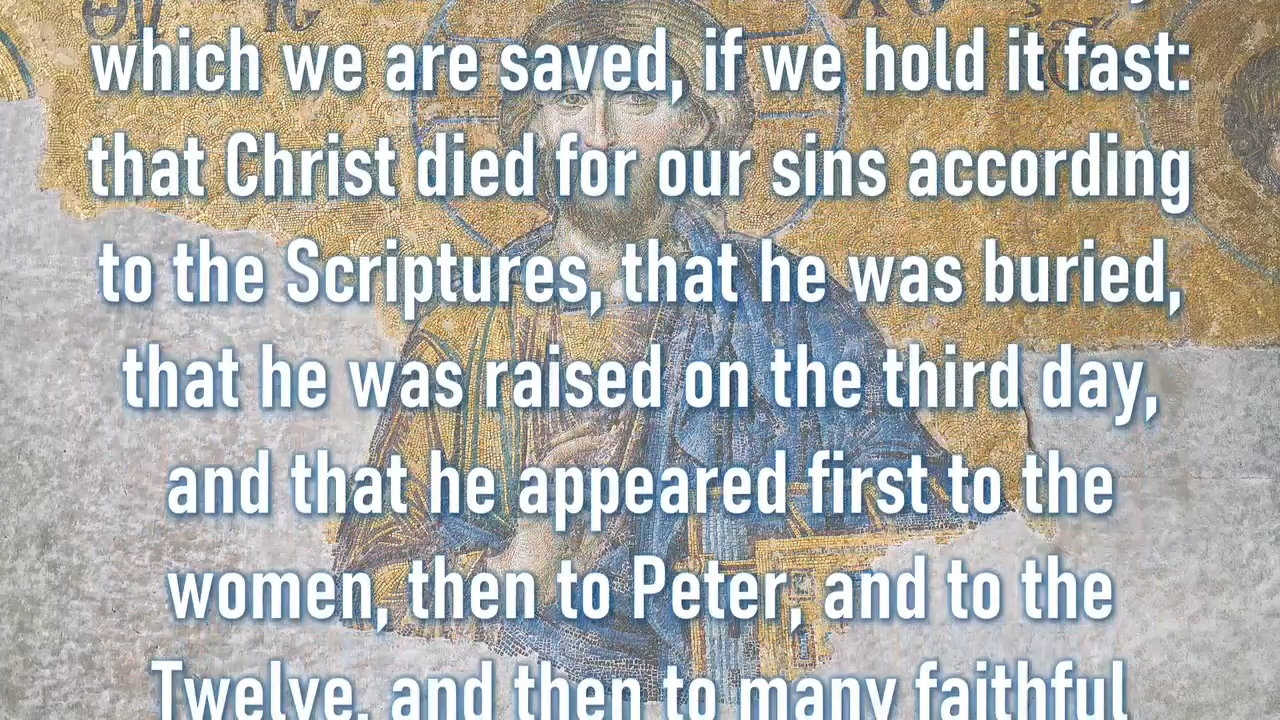 which we are saved, if we hold it fast:
that Christ died for our sins according
to the Scriptures, that he was buried,
that he was raised on the third day,
and that he appeared first to the
women, then to Peter, and to the
Twelve, and then to many faithful